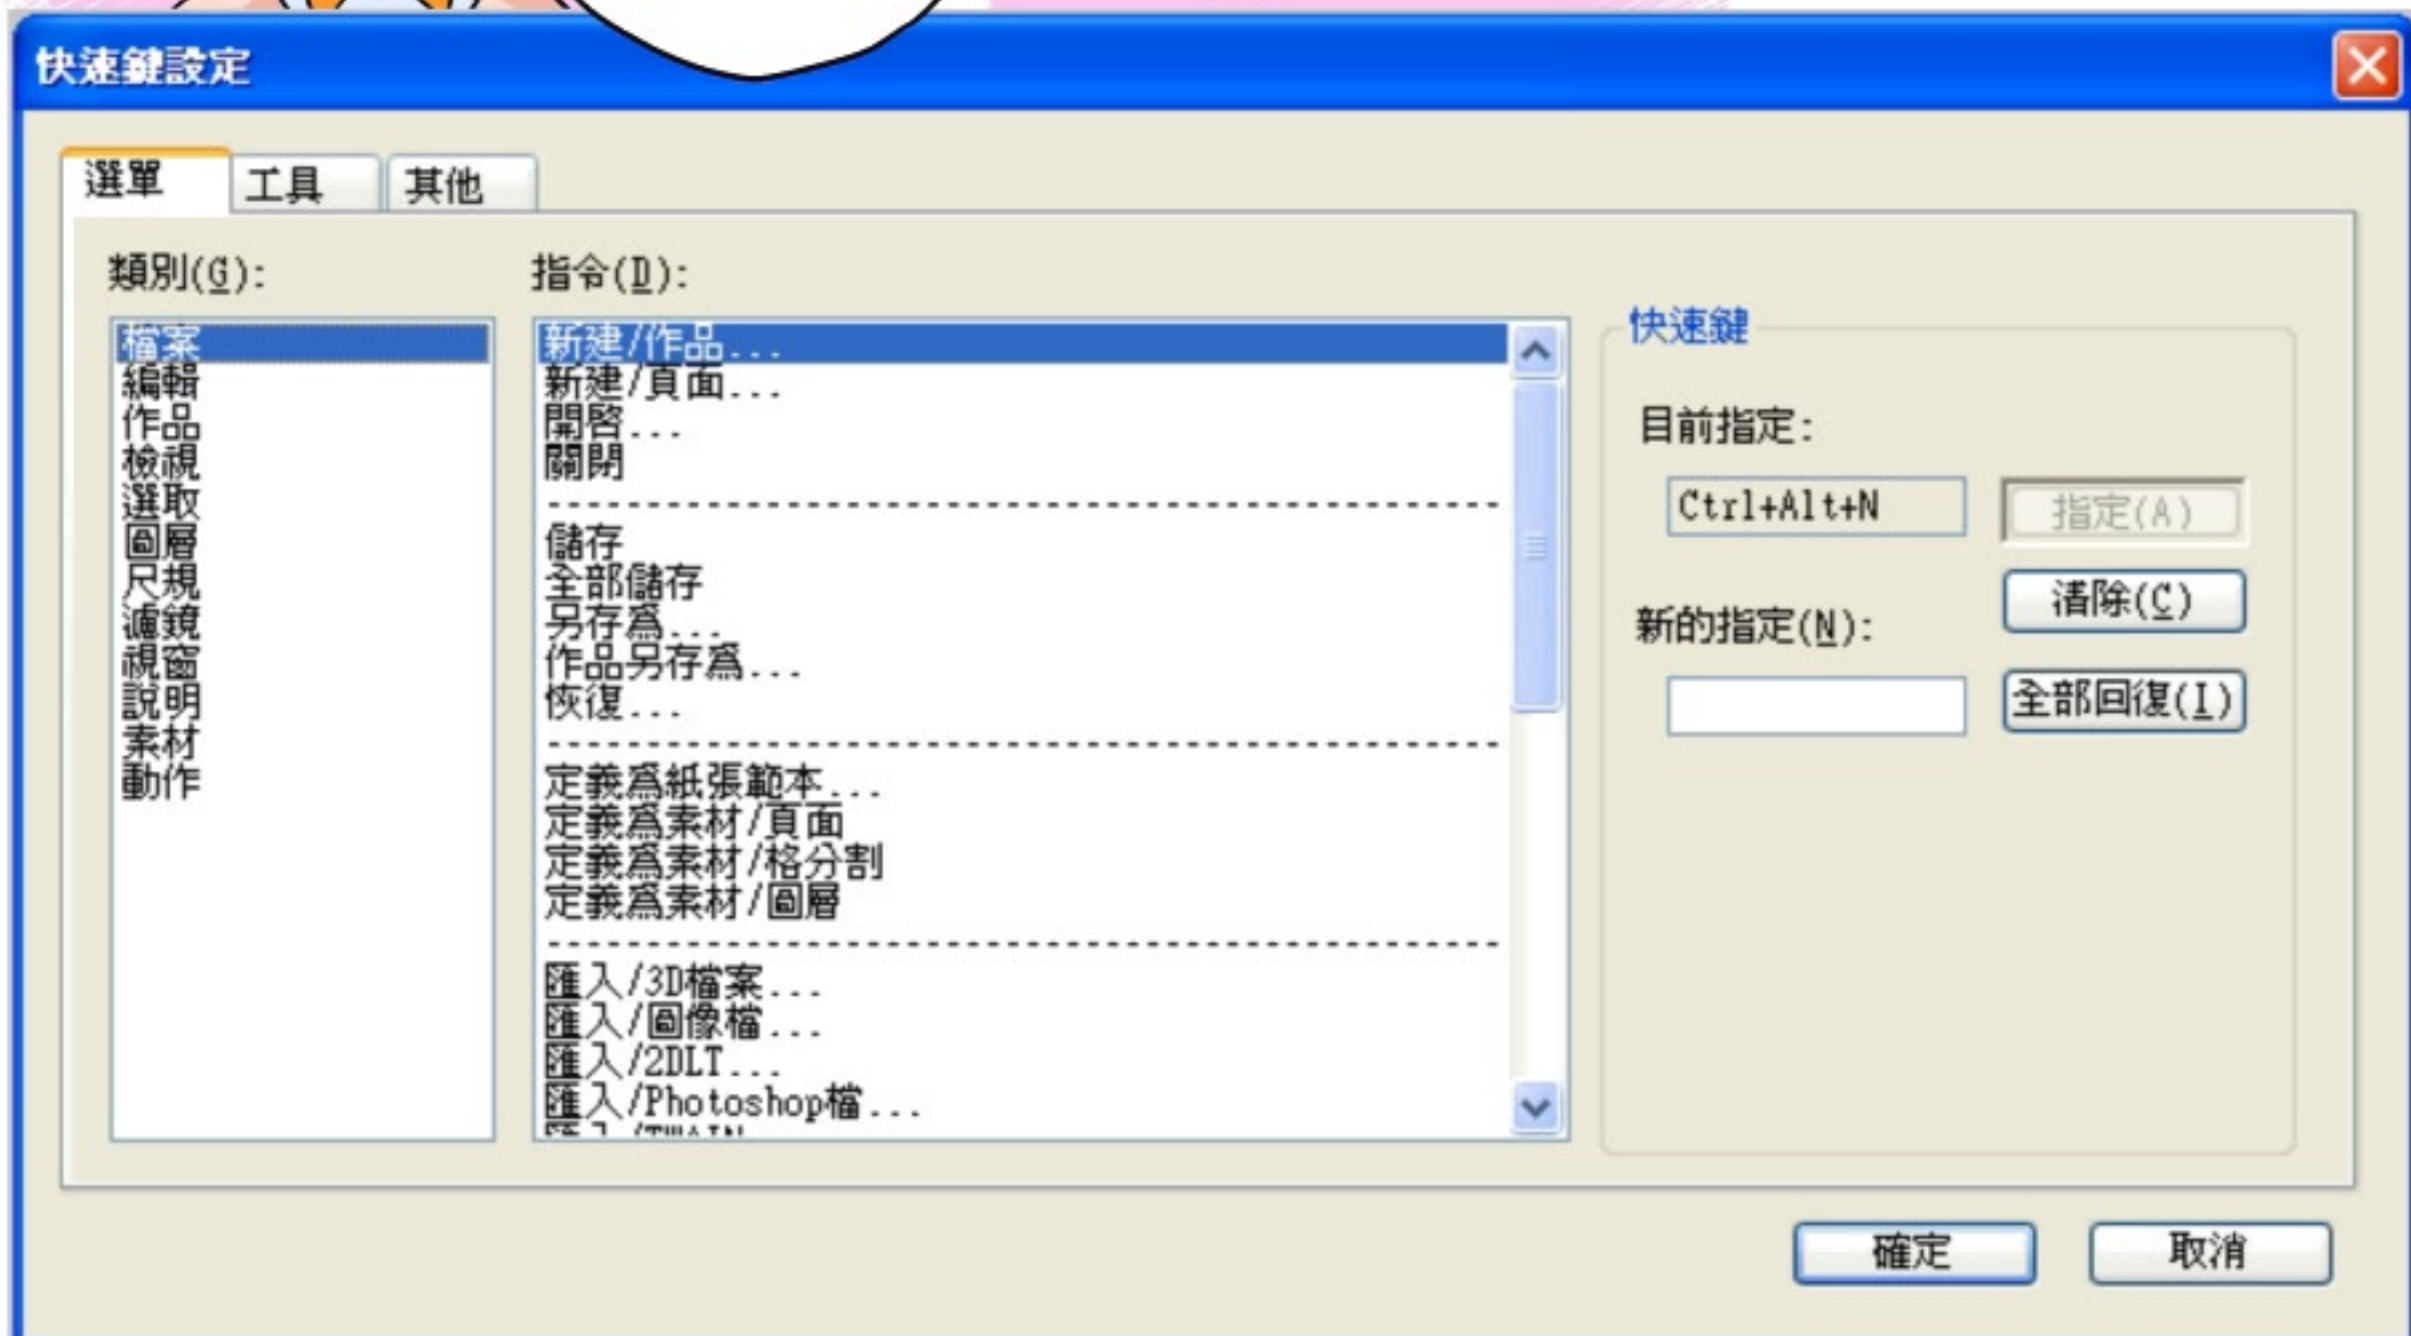 快速鍵設定
選單 工具 其他
類別(G):
檔案
編輯
作品
檢視
選取
圖層
尺規
濾鏡
視窗
說明
素材
動作
指令(D):
新建/作品...
新建/頁面...
開啓...
關閉
儲存
全部儲存
另存爲...
作品另存爲...
恢復...
定義爲紙張範本...
定義爲素材/頁面
定義爲素材/格分割
定義爲素材/圖層
匯入/3D檔案...
匯入/圖像檔...
匯入/2DLT...
匯入/Photoshop檔...
快速鍵
目前指定:
Ctrl+Alt+N
指定(A)
清除(C)
新的指定(N):
全部回復(I)
確定 取消